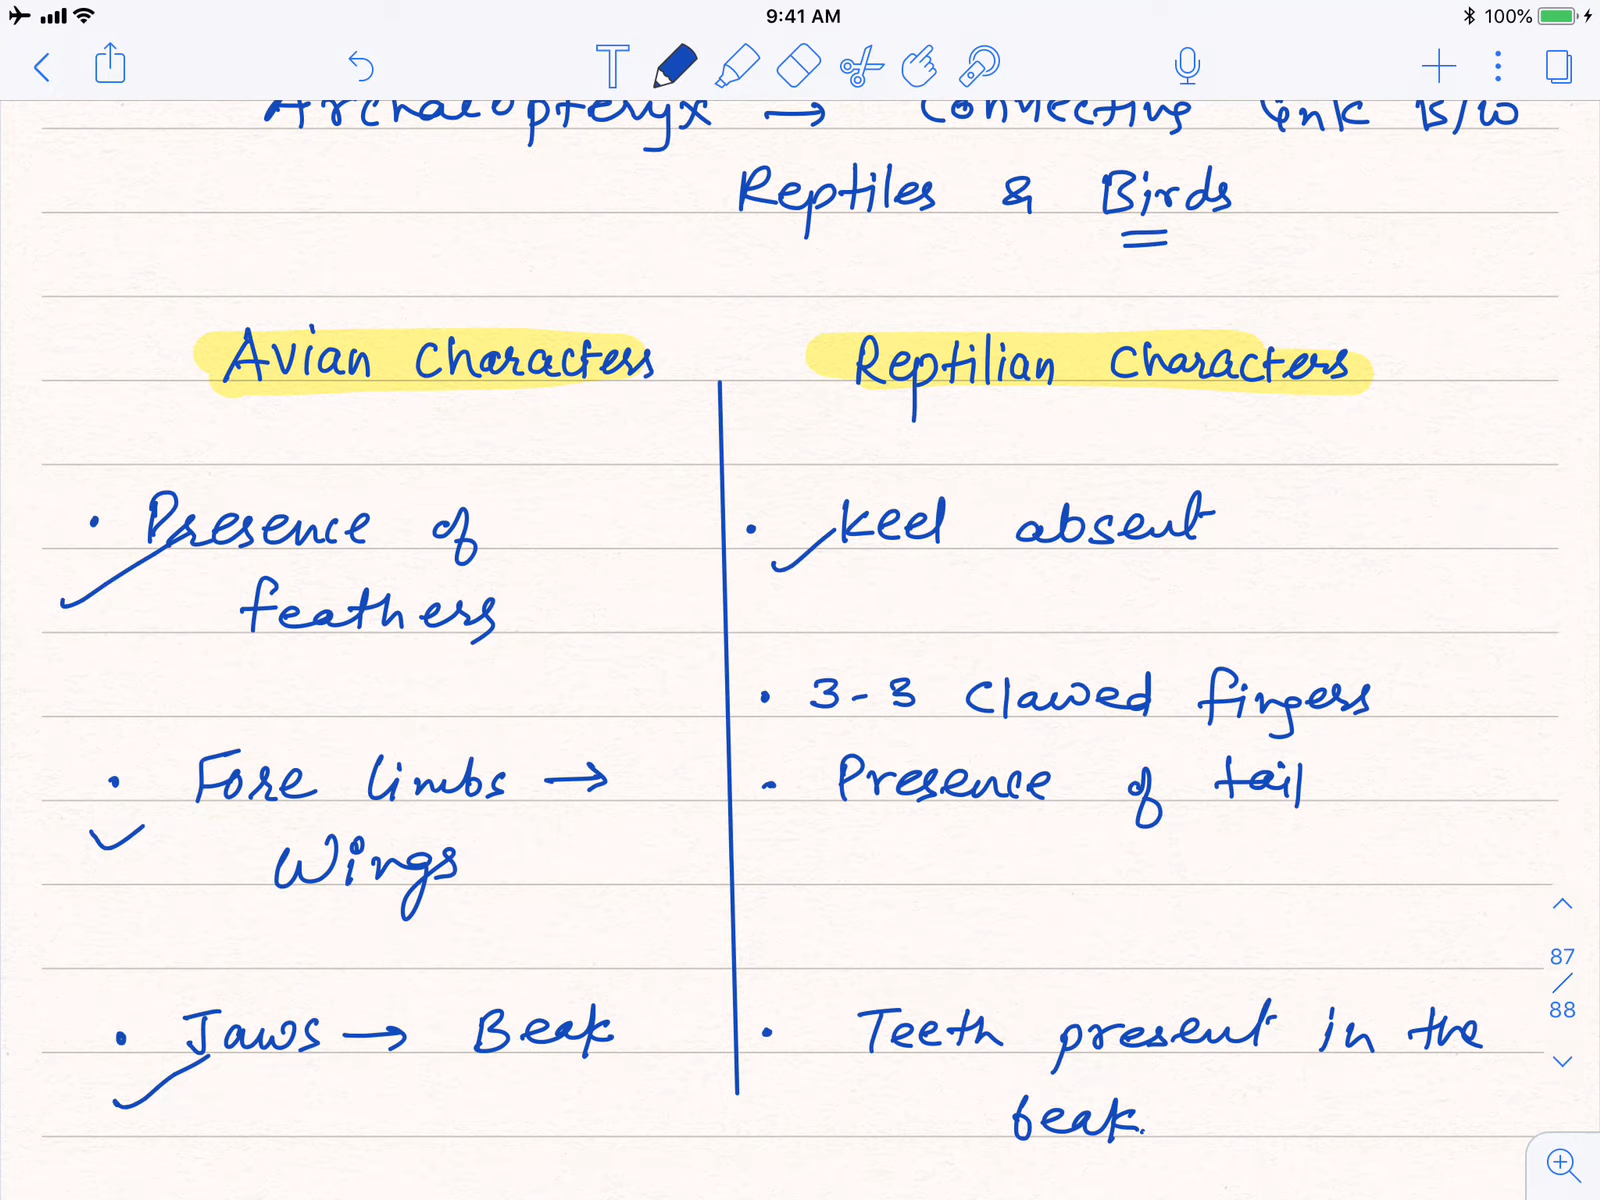 9:41 AM
100%
T
Archaeopteryx → Connecting link B/w
Reptiles & Birds
Avian Characters
Reptilian Characters
• Presence of
feathers
• Keel absent
• 3-3 Clawed fingers
• Fore limbs →
Wings
• Presence of tail
87
/
88
• Jaws → Beak
• Teeth present in the
beak.